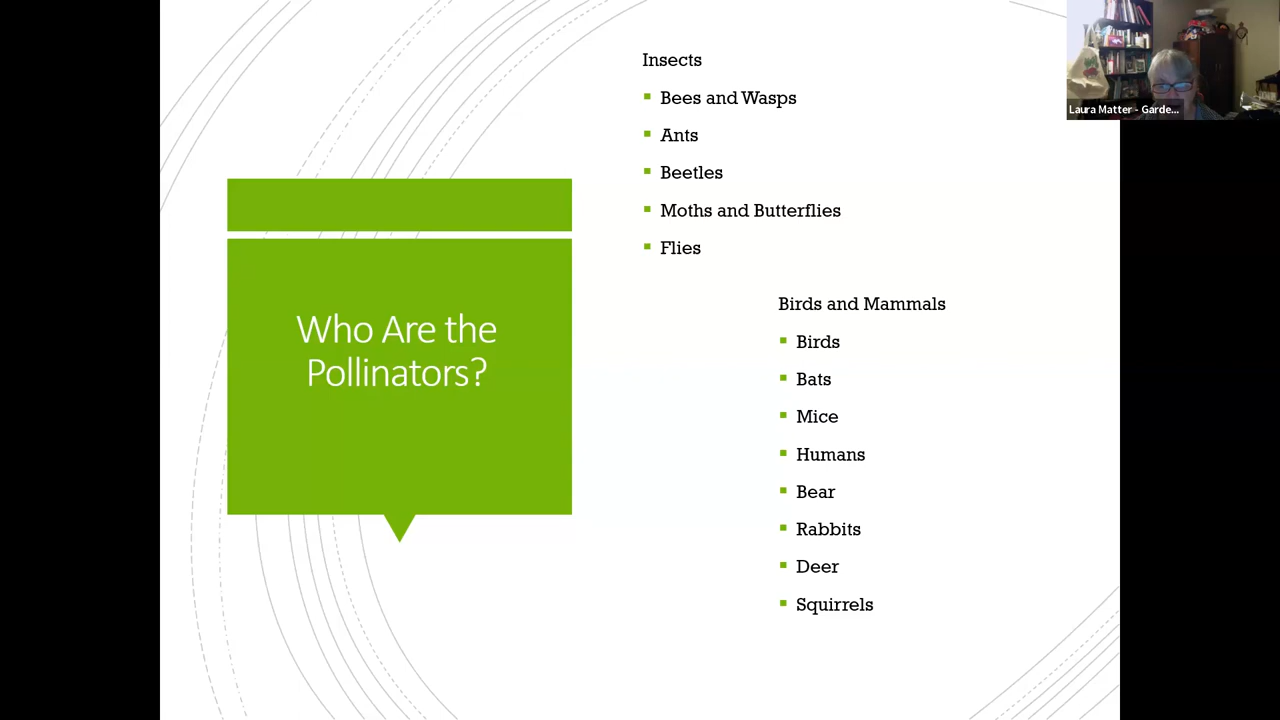 Who Are the
Pollinators?
Insects
Bees and Wasps
Ants
Beetles
Moths and Butterflies
Flies
Birds and Mammals
Birds
Bats
Mice
Humans
Bear
Rabbits
Deer
Squirrels
Laura Matter - Garde...